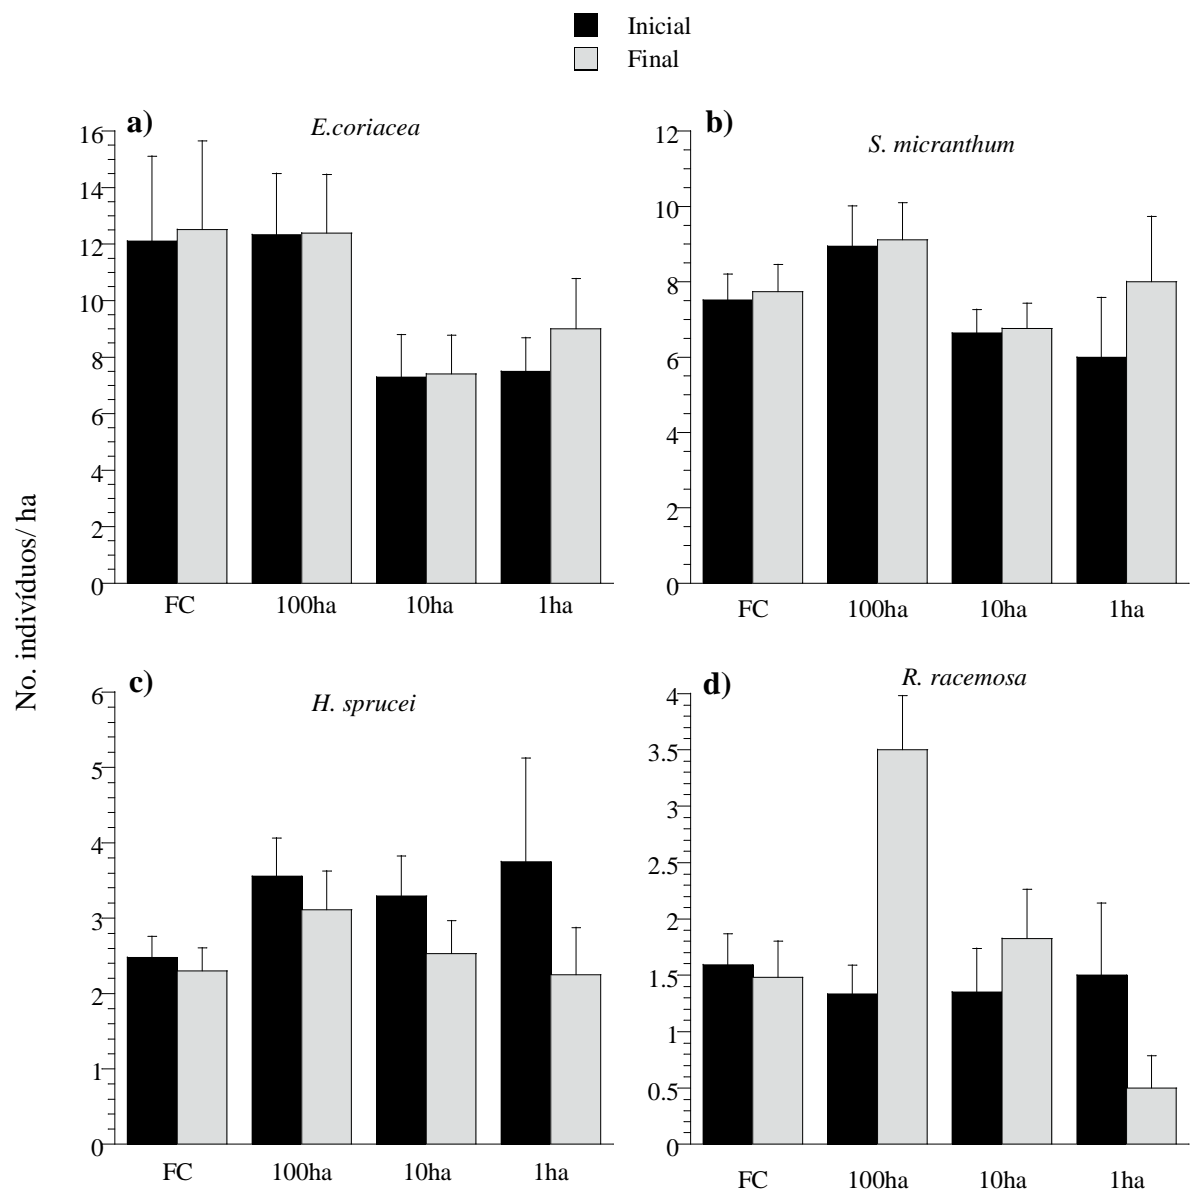 Inicial
Final
No. indivíduos/ ha
a)
E.coriacea
16
14
12
10
8
6
4
2
0
FC
100ha
10ha
1ha
b)
S. micranthum
12
10
8
6
4
2
0
FC
100ha
10ha
1ha
c)
H. sprucei
6
5
4
3
2
1
0
FC
100ha
10ha
1ha
d)
R. racemosa
4
3.5
3
2.5
2
1.5
1
0.5
0
FC
100ha
10ha
1ha